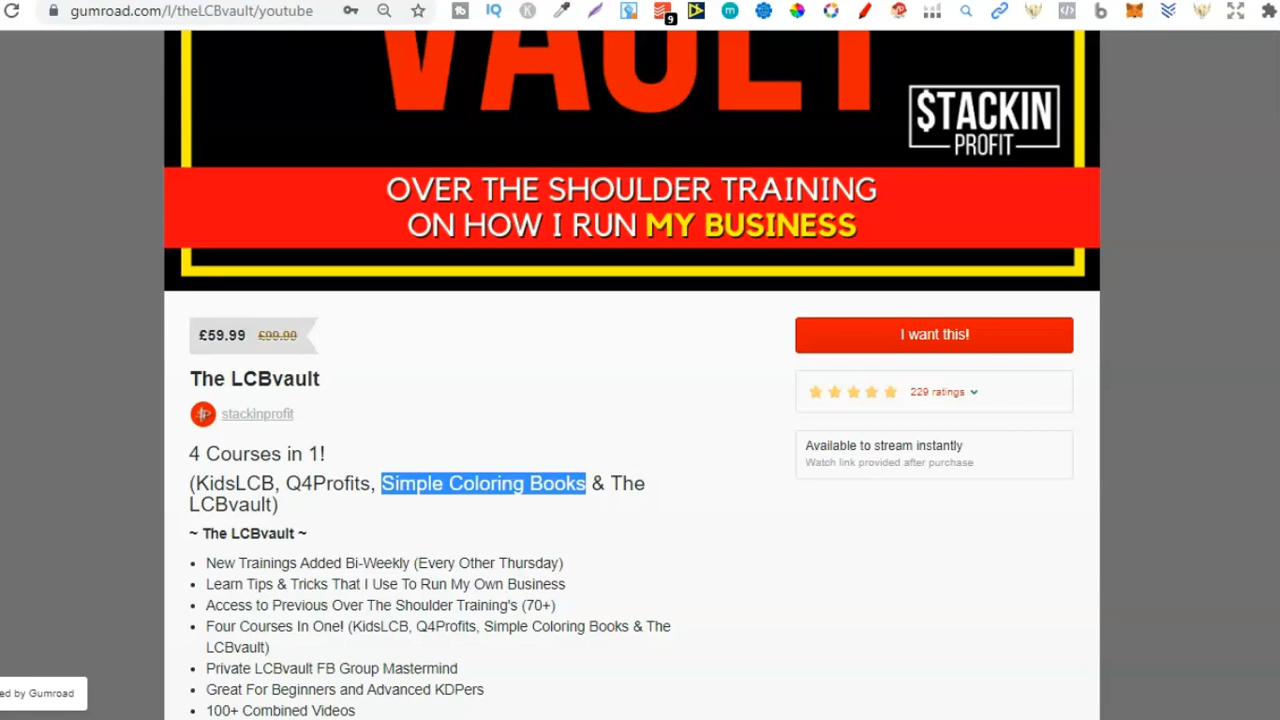 gumroad.com/l/theLCBvault/youtube
9
VAULT
$TACKIN
PROFIT
OVER THE SHOULDER TRAINING
ON HOW I RUN MY BUSINESS
£59.99 £99.99
I want this!
The LCBvault
229 ratings
stackinprofit
Available to stream instantly
Watch link provided after purchase
4 Courses in 1!
(KidsLCB, Q4Profits, Simple Coloring Books & The
LCBvault)
~ The LCBvault ~
New Trainings Added Bi-Weekly (Every Other Thursday)
Learn Tips & Tricks That I Use To Run My Own Business
Access to Previous Over The Shoulder Training's (70+)
Four Courses In One! (KidsLCB, Q4Profits, Simple Coloring Books & The
LCBvault)
Private LCBvault FB Group Mastermind
ed by Gumroad
Great For Beginners and Advanced KDPers
100+ Combined Videos